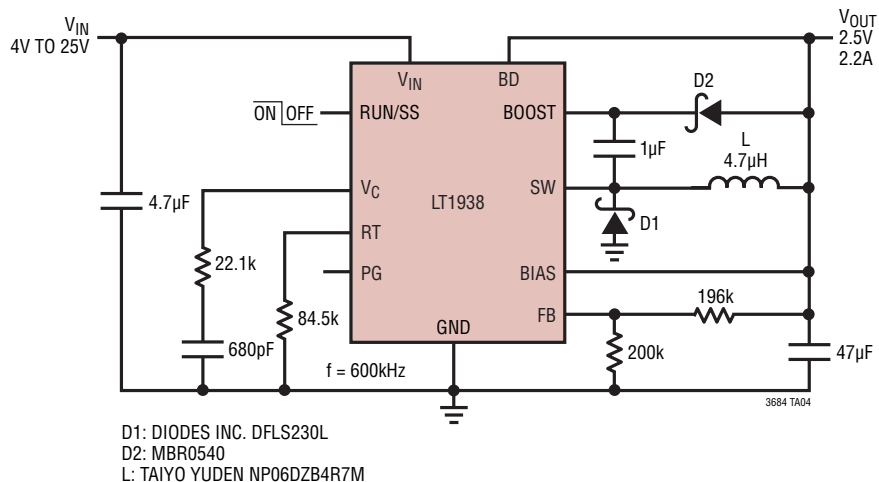 VIN
4V TO 25V
VOUT
2.5V
2.2A
VIN
BD
D2
ON OFF
RUN/SS
BOOST
L
4.7µH
1µF
VC
SW
4.7µF
LT1938
D1
RT
22.1k
PG
BIAS
196k
84.5k
FB
GND
200k
47µF
680pF
f = 600kHz
3684 TA04
D1: DIODES INC. DFLS230L
D2: MBR0540
L: TAIYO YUDEN NP06DZB4R7M